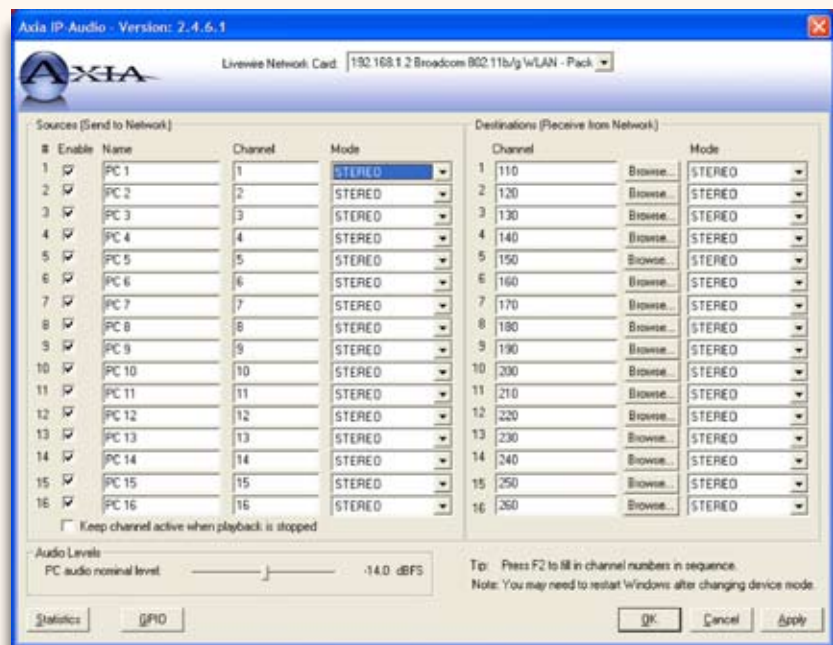 Axia IP-Audio - Version: 2.4.6.1
AXIA
Livewire Network Card: 192.168.1.2 Broadcom 802.11b/g WLAN - Pack
Sources (Send to Network)
# Enable Name Channel Mode
1 PC 1 1 STEREO
2 PC 2 2 STEREO
3 PC 3 3 STEREO
4 PC 4 4 STEREO
5 PC 5 5 STEREO
6 PC 6 6 STEREO
7 PC 7 7 STEREO
8 PC 8 8 STEREO
9 PC 9 9 STEREO
10 PC 10 10 STEREO
11 PC 11 11 STEREO
12 PC 12 12 STEREO
13 PC 13 13 STEREO
14 PC 14 14 STEREO
15 PC 15 15 STEREO
16 PC 16 16 STEREO
Keep channel active when playback is stopped
Destinations (Receive from Network)
Channel Mode
1 110 Browse... STEREO
2 120 Browse... STEREO
3 130 Browse... STEREO
4 140 Browse... STEREO
5 150 Browse... STEREO
6 160 Browse... STEREO
7 170 Browse... STEREO
8 180 Browse... STEREO
9 190 Browse... STEREO
10 200 Browse... STEREO
11 210 Browse... STEREO
12 220 Browse... STEREO
13 230 Browse... STEREO
14 240 Browse... STEREO
15 250 Browse... STEREO
16 260 Browse... STEREO
Audio Levels
PC audio nominal level: -14.0 dBFS
Tip: Press F2 to fill in channel numbers in sequence.
Note: You may need to restart Windows after changing device mode.
Statistics GPIO OK Cancel Apply